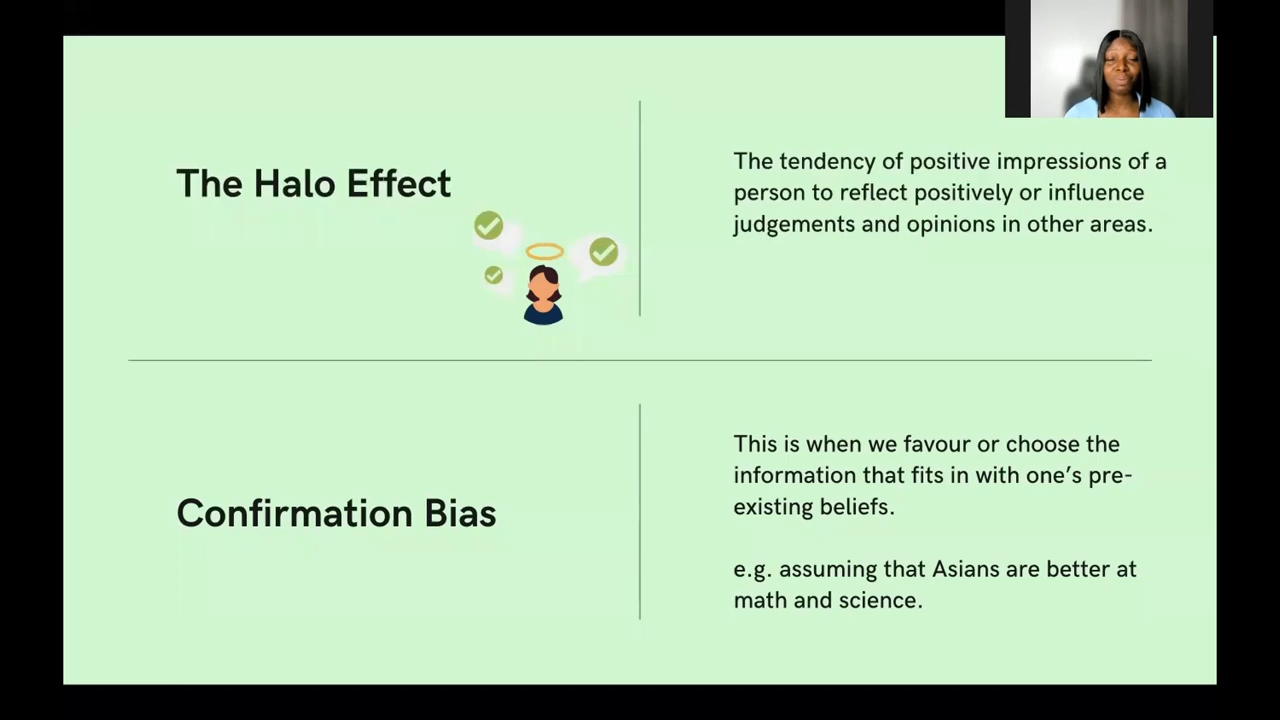 The Halo Effect
The tendency of positive impressions of a
person to reflect positively or influence
judgements and opinions in other areas.
Confirmation Bias
This is when we favour or choose the
information that fits in with one’s pre-
existing beliefs.
e.g. assuming that Asians are better at
math and science.